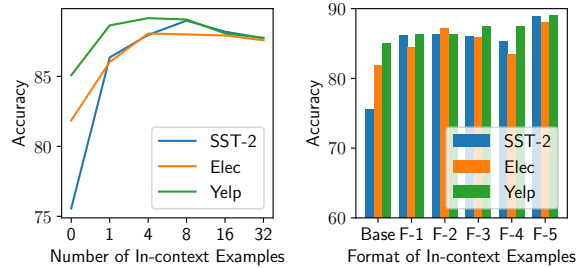 Accuracy
85
80
75
SST-2
Elec
Yelp
0 1 4 8 16 32
Number of In-context Examples
Accuracy
90
80
70
60
SST-2
Elec
Yelp
Base F-1 F-2 F-3 F-4 F-5
Format of In-context Examples